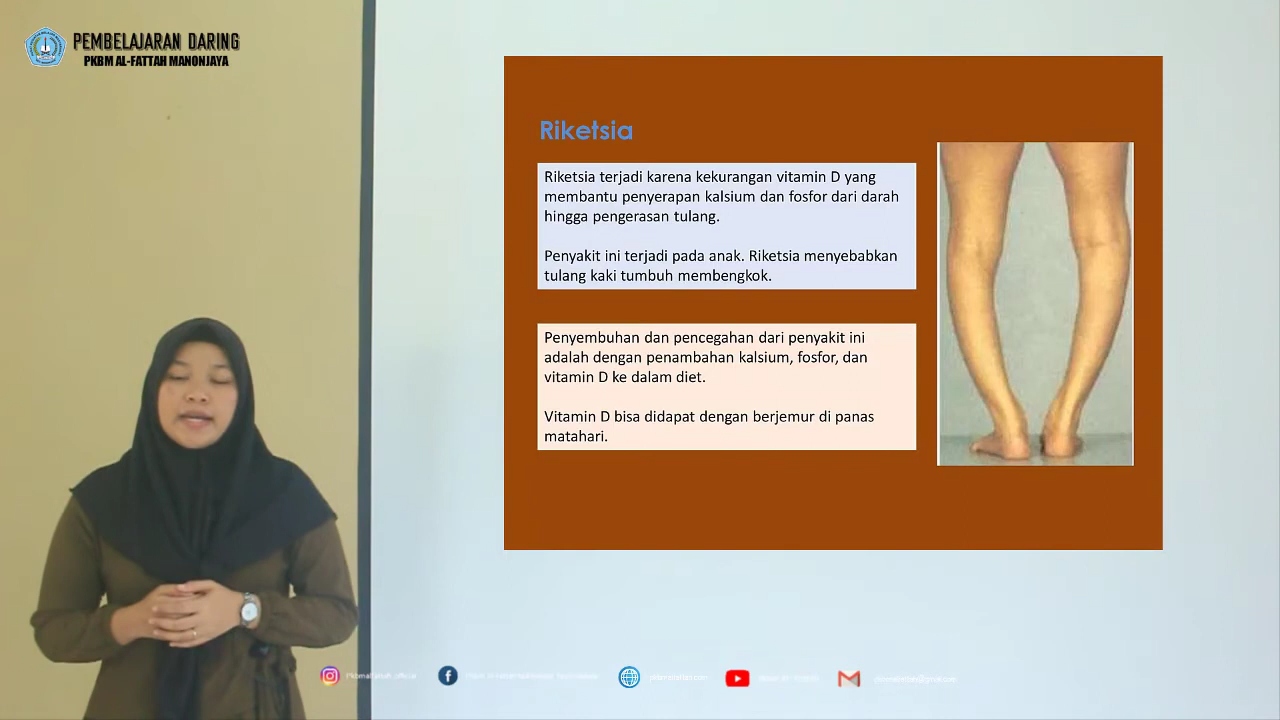 PEMBELAJARAN DARING
PKBM AL-FATTAH MANONJAYA
Riketsia
Riketsia terjadi karena kekurangan vitamin D yang
membantu penyerapan kalsium dan fosfor dari darah
hingga pengerasan tulang.
Penyakit ini terjadi pada anak. Riketsia menyebabkan
tulang kaki tumbuh membengkok.
Penyembuhan dan pencegahan dari penyakit ini
adalah dengan penambahan kalsium, fosfor, dan
vitamin D ke dalam diet.
Vitamin D bisa didapat dengan berjemur di panas
matahari.